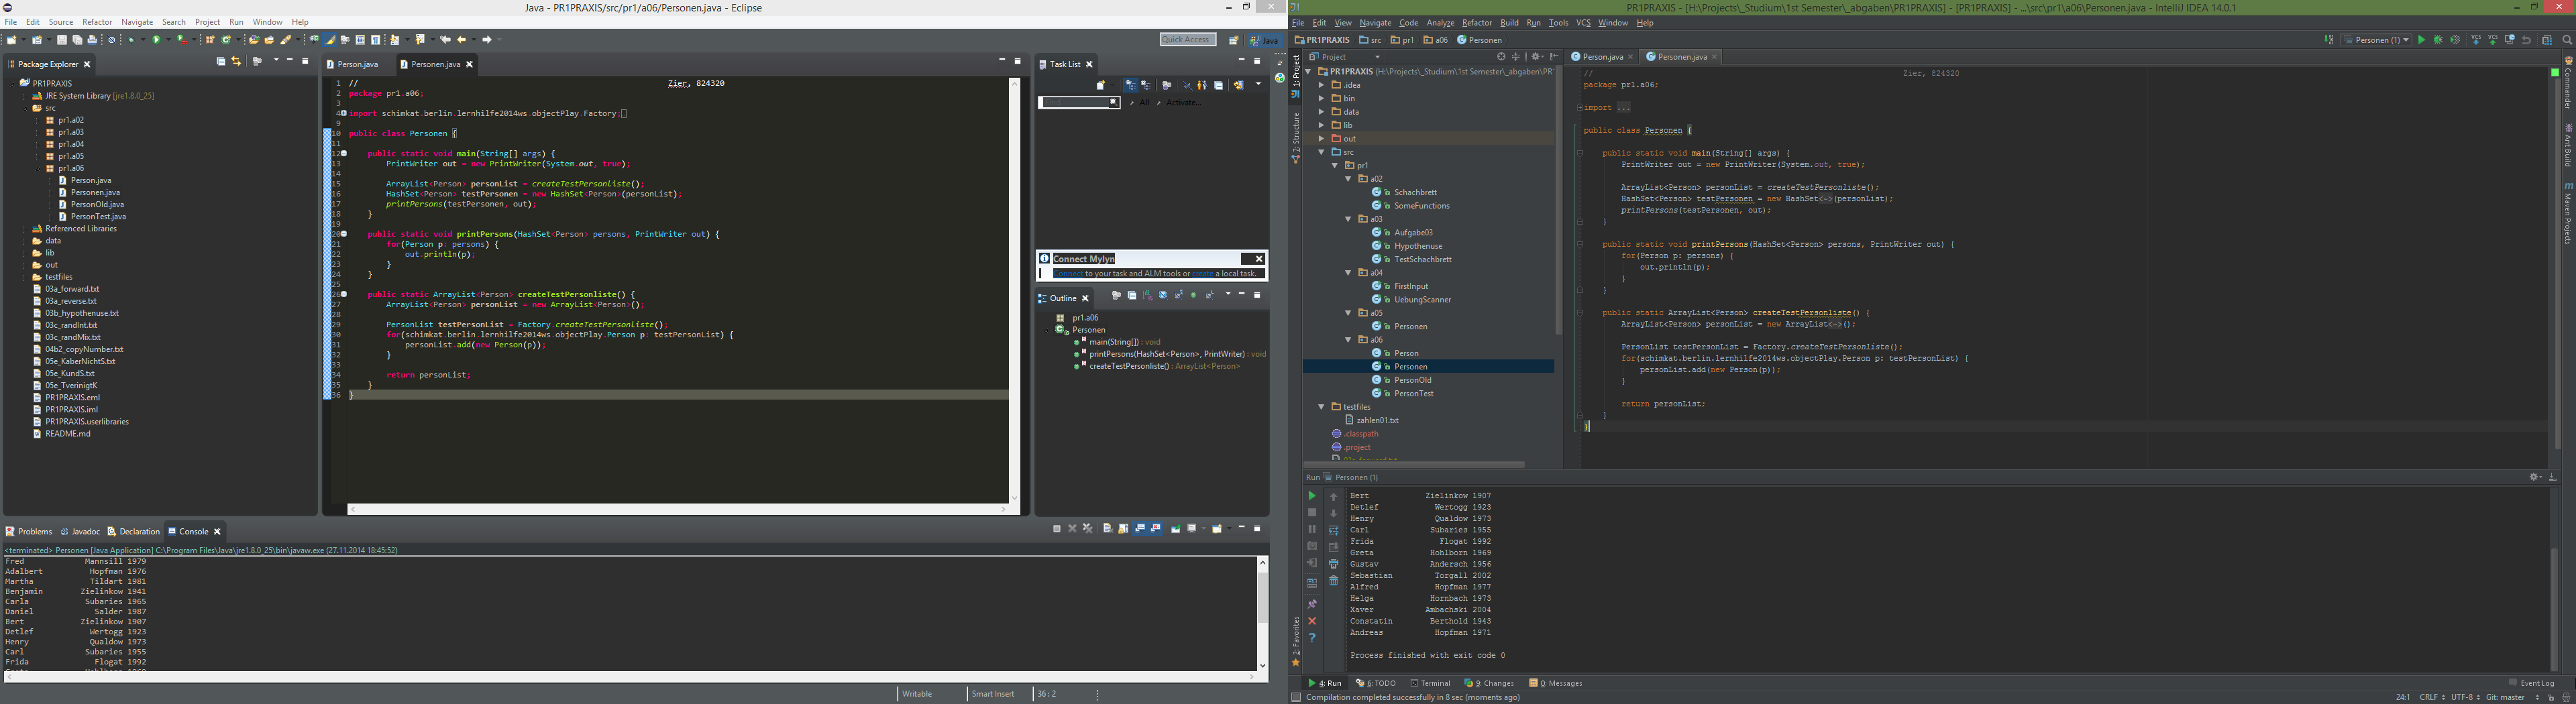 Java - PR1PRAXIS/src/pr1/a06/Personen.java - Eclipse
File Edit Source Refactor Navigate Search Project Run Window Help
Quick Access
Java
Package Explorer
PR1PRAXIS
JRE System Library [jre1.8.0_25]
src
pr1.a02
pr1.a03
pr1.a04
pr1.a05
pr1.a06
Person.java
Personen.java
PersonOld.java
PersonTest.java
Referenced Libraries
data
lib
out
testfiles
03a_forward.txt
03a_reverse.txt
03b_hypothenuse.txt
03c_randInt.txt
03c_randMix.txt
04b2_copyNumber.txt
05e_KaberNichtS.txt
05e_KundS.txt
05e_TverinigtK
PR1PRAXIS.eml
PR1PRAXIS.iml
PR1PRAXIS.userlibraries
README.md
Person.java Personen.java
1 // Zier, 824320
2 package pr1.a06;
3
4 import schimkat.berlin.lernhilfe2014ws.objectPlay.Factory;
9
10 public class Personen {
11
12 public static void main(String[] args) {
13 PrintWriter out = new PrintWriter(System.out, true);
14
15 ArrayList<Person> personList = createTestPersonliste();
16 HashSet<Person> testPersonen = new HashSet<Person>(personList);
17 printPersons(testPersonen, out);
18 }
19
20 public static void printPersons(HashSet<Person> persons, PrintWriter out) {
21 for(Person p: persons) {
22 out.println(p);
23 }
24 }
25
26 public static ArrayList<Person> createTestPersonliste() {
27 ArrayList<Person> personList = new ArrayList<Person>();
28
29 PersonList testPersonList = Factory.createTestPersonliste();
30 for(schimkat.berlin.lernhilfe2014ws.objectPlay.Person p: testPersonList) {
31 personList.add(new Person(p));
32 }
33
34 return personList;
35 }
36 }
Task List
All Activate...
Connect Mylyn
Connect to your task and ALM tools or create a local task.
Outline
pr1.a06
Personen
main(String[]) : void
printPersons(HashSet<Person>, PrintWriter) : void
createTestPersonliste() : ArrayList<Person>
Problems Javadoc Declaration Console
<terminated> Personen [Java Application] C:\Program Files\Java\jre1.8.0_25\bin\javaw.exe (27.11.2014 18:45:52)
Fred Mannsill 1979
Adalbert Hopfman 1976
Martha Tildart 1981
Benjamin Zielinkow 1941
Carla Subaries 1965
Daniel Salder 1987
Bert Zielinkow 1907
Detlef Wertogg 1923
Henry Qualdow 1973
Carl Subaries 1955
Frida Flogat 1992
Writable Smart Insert 36 : 2
PR1PRAXIS - [H:\Projects\_Studium\1st Semester\_abgaben\PR1PRAXIS] - [PR1PRAXIS] - ...\src\pr1\a06\Personen.java - IntelliJ IDEA 14.0.1
File Edit View Navigate Code Analyze Refactor Build Run Tools VCS Window Help
PR1PRAXIS src pr1 a06 Personen
Personen (1)
1: Project
2: Structure
2: Favorites
Project
PR1PRAXIS (H:\Projects\_Studium\1st Semester\_abgaben\PR
.idea
bin
data
lib
out
src
pr1
a02
Schachbrett
SomeFunctions
a03
Aufgabe03
Hypothenuse
TestSchachbrett
a04
FirstInput
UebungScanner
a05
Personen
a06
Person
Personen
PersonOld
PersonTest
testfiles
zahlen01.txt
.classpath
.project
Person.java Personen.java
// Zier, 824320
package pr1.a06;
import ...
public class Personen {
public static void main(String[] args) {
PrintWriter out = new PrintWriter(System.out, true);
ArrayList<Person> personList = createTestPersonliste();
HashSet<Person> testPersonen = new HashSet<~>(personList);
printPersons(testPersonen, out);
}
public static void printPersons(HashSet<Person> persons, PrintWriter out) {
for(Person p: persons) {
out.println(p);
}
}
public static ArrayList<Person> createTestPersonliste() {
ArrayList<Person> personList = new ArrayList<~>();
PersonList testPersonList = Factory.createTestPersonliste();
for(schimkat.berlin.lernhilfe2014ws.objectPlay.Person p: testPersonList) {
personList.add(new Person(p));
}
return personList;
}
}
Commander
Ant Build
Maven Projects
Run Personen (1)
Bert Zielinkow 1907
Detlef Wertogg 1923
Henry Qualdow 1973
Carl Subaries 1955
Frida Flogat 1992
Greta Hohlborn 1969
Gustav Andersch 1956
Sebastian Torgall 2002
Alfred Hopfman 1977
Helga Hornbach 1973
Xaver Ambachski 2004
Constatin Berthold 1943
Andreas Hopfman 1971
Process finished with exit code 0
4: Run 6: TODO Terminal 9: Changes 0: Messages
Event Log
Compilation completed successfully in 8 sec (moments ago)
24:1 CRLF UTF-8 Git: master